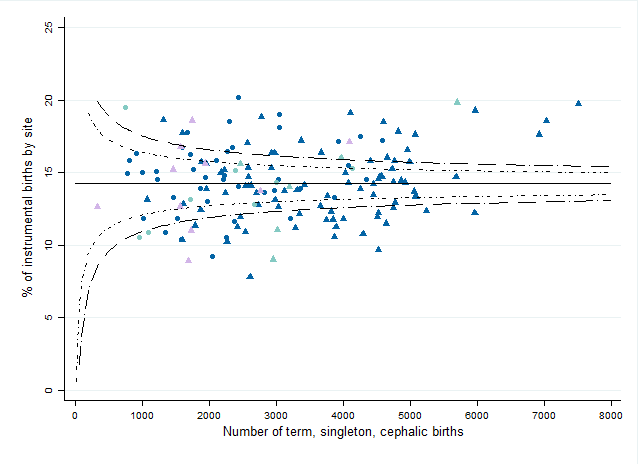 % of instrumental births by site
25
20
15
10
5
0
0 1000 2000 3000 4000 5000 6000 7000 8000
Number of term, singleton, cephalic births